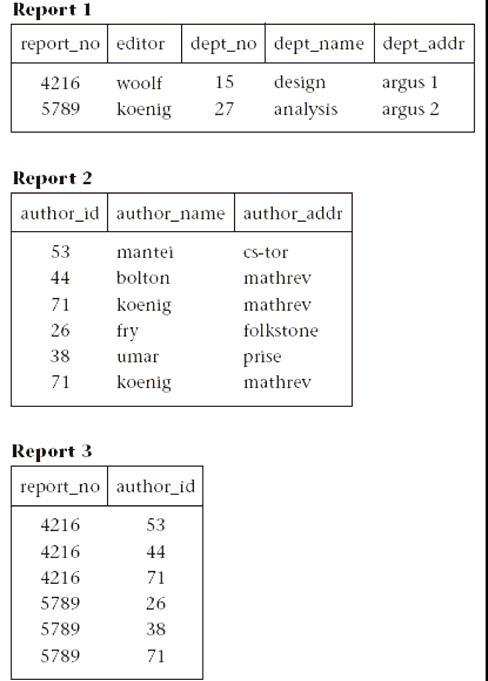 Report 1
report_no editor dept_no dept_name dept_addr
4216 woolf 15 design argus 1
5789 koenig 27 analysis argus 2
Report 2
author_id author_name author_addr
53 mantei cs-tor
44 bolton mathrev
71 koenig mathrev
26 fry folkstone
38 umar prise
71 koenig mathrev
Report 3
report_no author_id
4216 53
4216 44
4216 71
5789 26
5789 38
5789 71